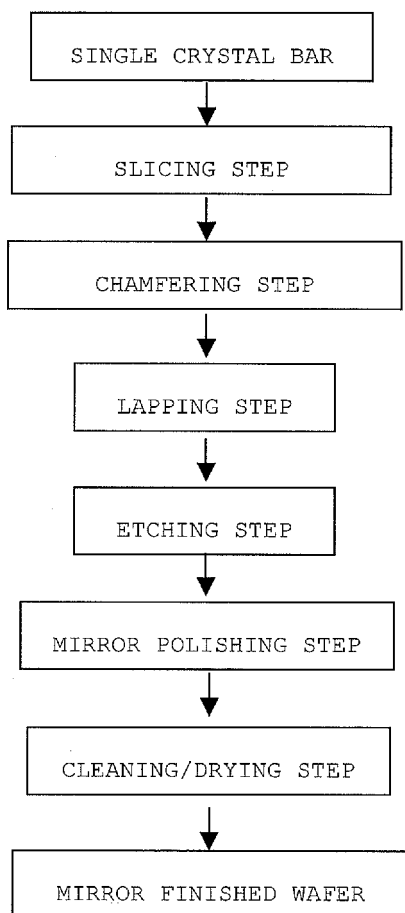 SINGLE CRYSTAL BAR
SLICING STEP
CHAMFERING STEP
LAPPING STEP
ETCHING STEP
MIRROR POLISHING STEP
CLEANING/DRYING STEP
MIRROR FINISHED WAFER